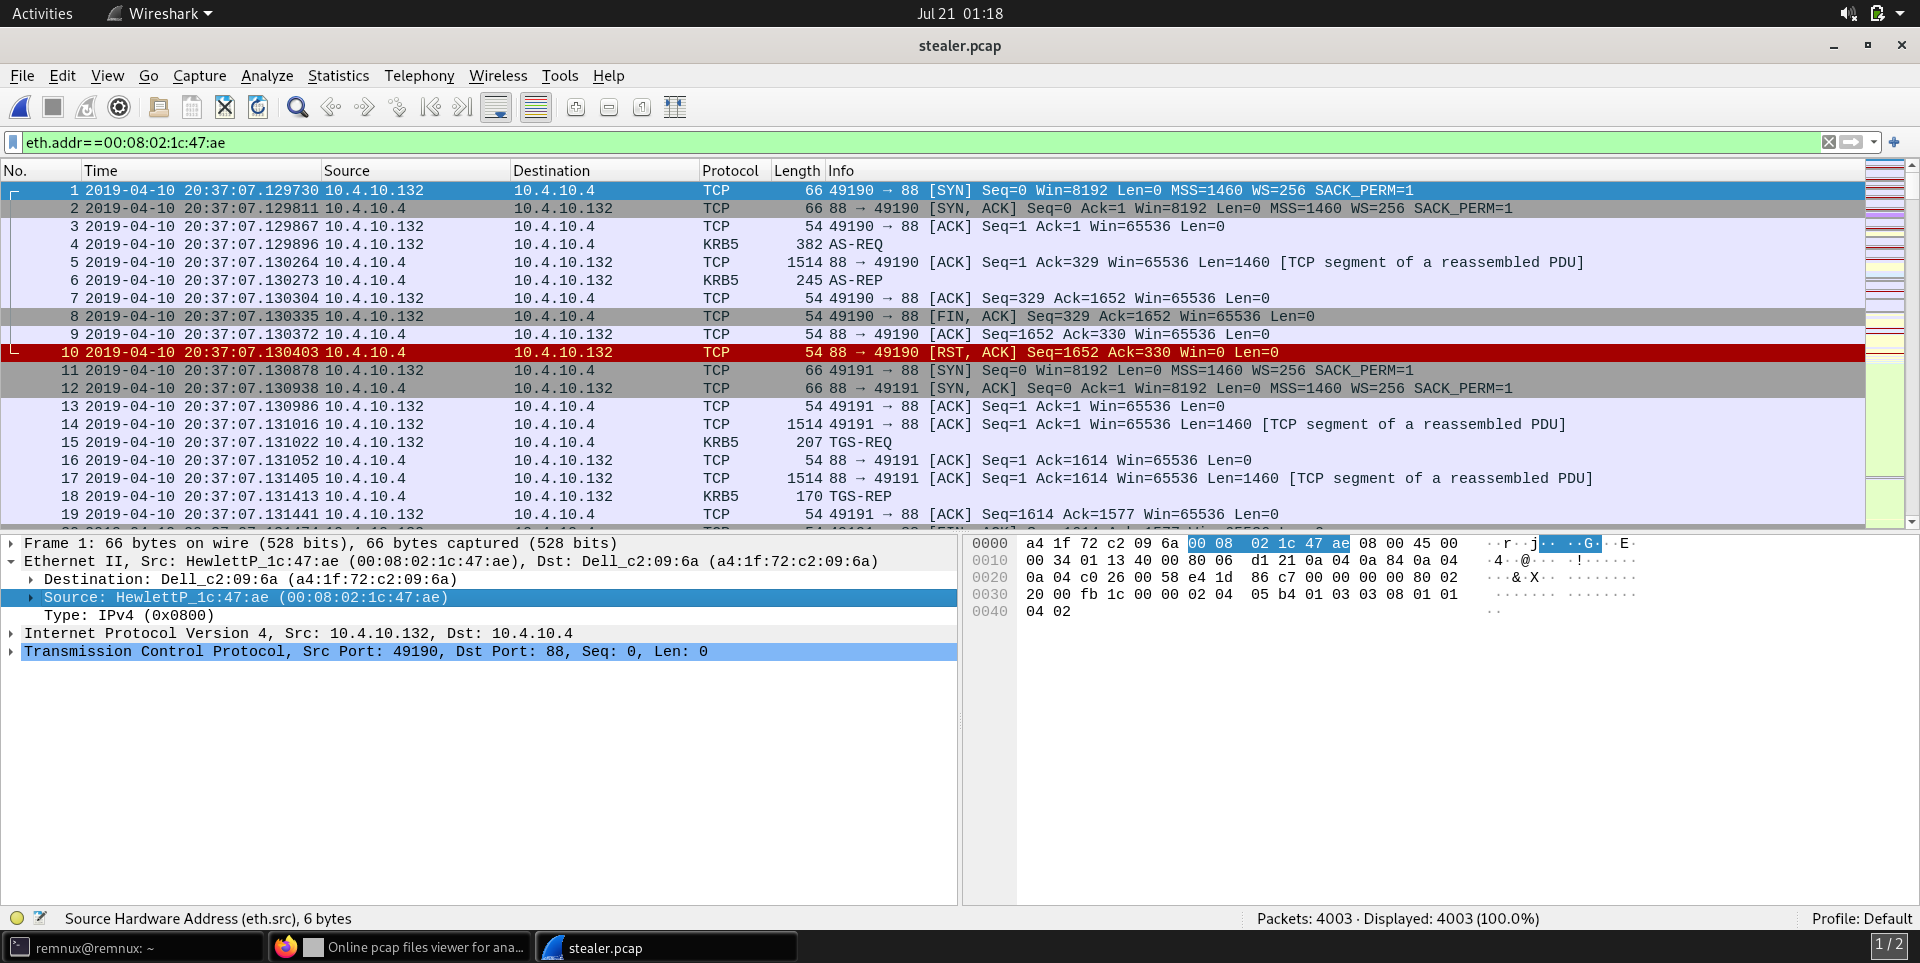 Activities Wireshark Jul 21 01:18
stealer.pcap
File Edit View Go Capture Analyze Statistics Telephony Wireless Tools Help
eth.addr==00:08:02:1c:47:ae
No. Time Source Destination Protocol Length Info
1 2019-04-10 20:37:07.129730 10.4.10.132 10.4.10.4 TCP 66 49190 → 88 [SYN] Seq=0 Win=8192 Len=0 MSS=1460 WS=256 SACK_PERM=1
2 2019-04-10 20:37:07.129811 10.4.10.4 10.4.10.132 TCP 66 88 → 49190 [SYN, ACK] Seq=0 Ack=1 Win=8192 Len=0 MSS=1460 WS=256 SACK_PERM=1
3 2019-04-10 20:37:07.129867 10.4.10.132 10.4.10.4 TCP 54 49190 → 88 [ACK] Seq=1 Ack=1 Win=65536 Len=0
4 2019-04-10 20:37:07.129896 10.4.10.132 10.4.10.4 KRB5 382 AS-REQ
5 2019-04-10 20:37:07.130264 10.4.10.4 10.4.10.132 TCP 1514 88 → 49190 [ACK] Seq=1 Ack=329 Win=65536 Len=1460 [TCP segment of a reassembled PDU]
6 2019-04-10 20:37:07.130273 10.4.10.4 10.4.10.132 KRB5 245 AS-REP
7 2019-04-10 20:37:07.130304 10.4.10.132 10.4.10.4 TCP 54 49190 → 88 [ACK] Seq=329 Ack=1652 Win=65536 Len=0
8 2019-04-10 20:37:07.130335 10.4.10.132 10.4.10.4 TCP 54 49190 → 88 [FIN, ACK] Seq=329 Ack=1652 Win=65536 Len=0
9 2019-04-10 20:37:07.130372 10.4.10.4 10.4.10.132 TCP 54 88 → 49190 [ACK] Seq=1652 Ack=330 Win=65536 Len=0
10 2019-04-10 20:37:07.130403 10.4.10.4 10.4.10.132 TCP 54 88 → 49190 [RST, ACK] Seq=1652 Ack=330 Win=0 Len=0
11 2019-04-10 20:37:07.130878 10.4.10.132 10.4.10.4 TCP 66 49191 → 88 [SYN] Seq=0 Win=8192 Len=0 MSS=1460 WS=256 SACK_PERM=1
12 2019-04-10 20:37:07.130938 10.4.10.4 10.4.10.132 TCP 66 88 → 49191 [SYN, ACK] Seq=0 Ack=1 Win=8192 Len=0 MSS=1460 WS=256 SACK_PERM=1
13 2019-04-10 20:37:07.130986 10.4.10.132 10.4.10.4 TCP 54 49191 → 88 [ACK] Seq=1 Ack=1 Win=65536 Len=0
14 2019-04-10 20:37:07.131016 10.4.10.132 10.4.10.4 TCP 1514 49191 → 88 [ACK] Seq=1 Ack=1 Win=65536 Len=1460 [TCP segment of a reassembled PDU]
15 2019-04-10 20:37:07.131022 10.4.10.132 10.4.10.4 KRB5 207 TGS-REQ
16 2019-04-10 20:37:07.131052 10.4.10.4 10.4.10.132 TCP 54 88 → 49191 [ACK] Seq=1 Ack=1614 Win=65536 Len=0
17 2019-04-10 20:37:07.131405 10.4.10.4 10.4.10.132 TCP 1514 88 → 49191 [ACK] Seq=1 Ack=1614 Win=65536 Len=1460 [TCP segment of a reassembled PDU]
18 2019-04-10 20:37:07.131413 10.4.10.4 10.4.10.132 KRB5 170 TGS-REP
19 2019-04-10 20:37:07.131441 10.4.10.132 10.4.10.4 TCP 54 49191 → 88 [ACK] Seq=1614 Ack=1577 Win=65536 Len=0
Frame 1: 66 bytes on wire (528 bits), 66 bytes captured (528 bits)
Ethernet II, Src: HewlettP_1c:47:ae (00:08:02:1c:47:ae), Dst: Dell_c2:09:6a (a4:1f:72:c2:09:6a)
Destination: Dell_c2:09:6a (a4:1f:72:c2:09:6a)
Source: HewlettP_1c:47:ae (00:08:02:1c:47:ae)
Type: IPv4 (0x0800)
Internet Protocol Version 4, Src: 10.4.10.132, Dst: 10.4.10.4
Transmission Control Protocol, Src Port: 49190, Dst Port: 88, Seq: 0, Len: 0
0000 a4 1f 72 c2 09 6a 00 08 02 1c 47 ae 08 00 45 00 ··r··j·· ··G···E·
0010 00 34 01 13 40 00 80 06 d1 21 0a 04 0a 84 0a 04 ·4··@··· ·!······
0020 0a 04 c0 26 00 58 e4 1d 86 c7 00 00 00 00 80 02 ···&·X·· ········
0030 20 00 fb 1c 00 00 02 04 05 b4 01 03 03 08 01 01 ······· ········
0040 04 02 ··
Source Hardware Address (eth.src), 6 bytes Packets: 4003 · Displayed: 4003 (100.0%) Profile: Default
remnux@remnux: ~ Online pcap files viewer for ana... stealer.pcap 1 / 2